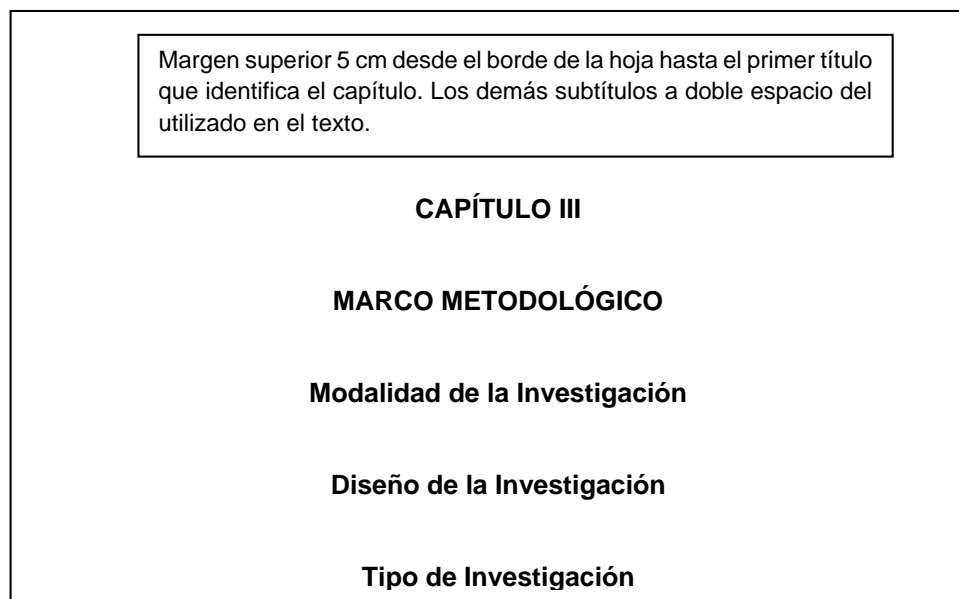 Margen superior 5 cm desde el borde de la hoja hasta el primer título
que identifica el capítulo. Los demás subtítulos a doble espacio del
utilizado en el texto.
CAPÍTULO III
MARCO METODOLÓGICO
Modalidad de la Investigación
Diseño de la Investigación
Tipo de Investigación